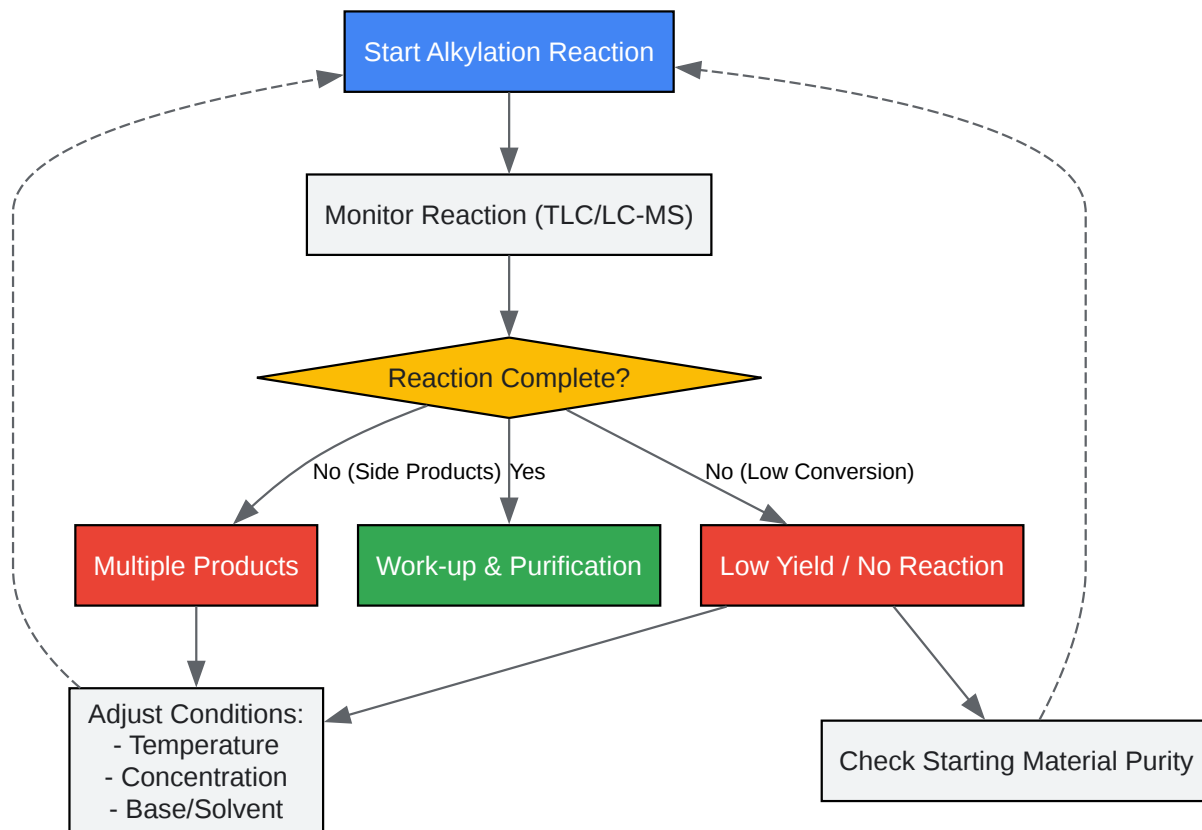 Start Alkylation Reaction
Monitor Reaction (TLC/LC-MS)
Reaction Complete?
No (Side Products)
Yes
No (Low Conversion)
Multiple Products
Work-up & Purification
Low Yield / No Reaction
Adjust Conditions:
- Temperature
- Concentration
- Base/Solvent
Check Starting Material Purity